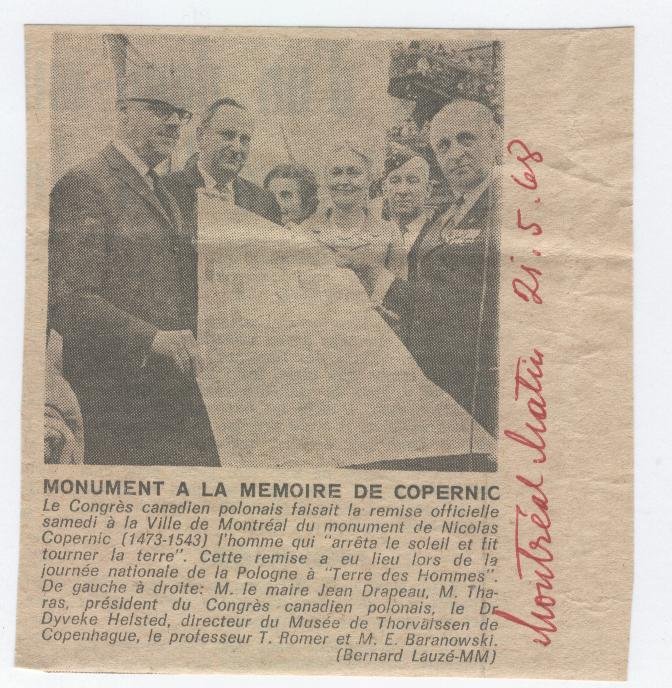 MONUMENT A LA MEMOIRE DE COPERNIC
Le Congrès canadien polonais faisait la remise officielle
samedi à la Ville de Montréal du monument de Nicolas
Copernic (1473-1543) l'homme qui "arrêta le soleil et fit
tourner la terre". Cette remise a eu lieu lors de la
journée nationale de la Pologne à "Terre des Hommes".
De gauche à droite: M. le maire Jean Drapeau, M. Tha-
ras, président du Congrès canadien polonais, le Dr
Dyveke Helsted, directeur du Musée de Thorvaissen de
Copenhague, le professeur T. Romer et M. E. Baranowski.
(Bernard Lauzé-MM)
Montréal Matin 21.5.68